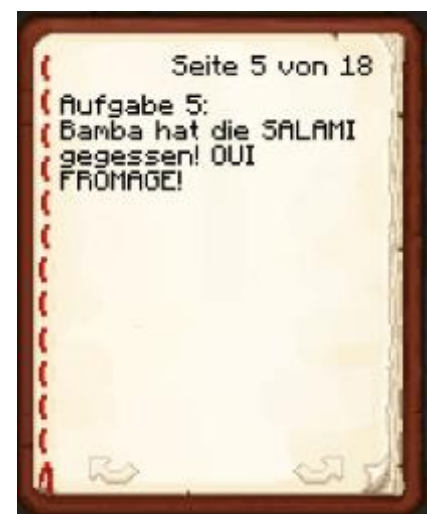 Seite 5 von 18
Aufgabe 5:
Bamba hat die SALAMI
gegessen! OUI
FROMAGE!